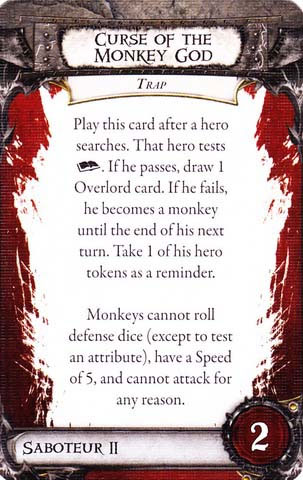 CURSE OF THE
MONKEY GOD
TRAP
Play this card after a hero
searches. That hero tests
. If he passes, draw 1
Overlord card. If he fails,
he becomes a monkey
until the end of his next
turn. Take 1 of his hero
tokens as a reminder.
Monkeys cannot roll
defense dice (except to test
an attribute), have a Speed
of 5, and cannot attack for
any reason.
SABOTEUR II
2